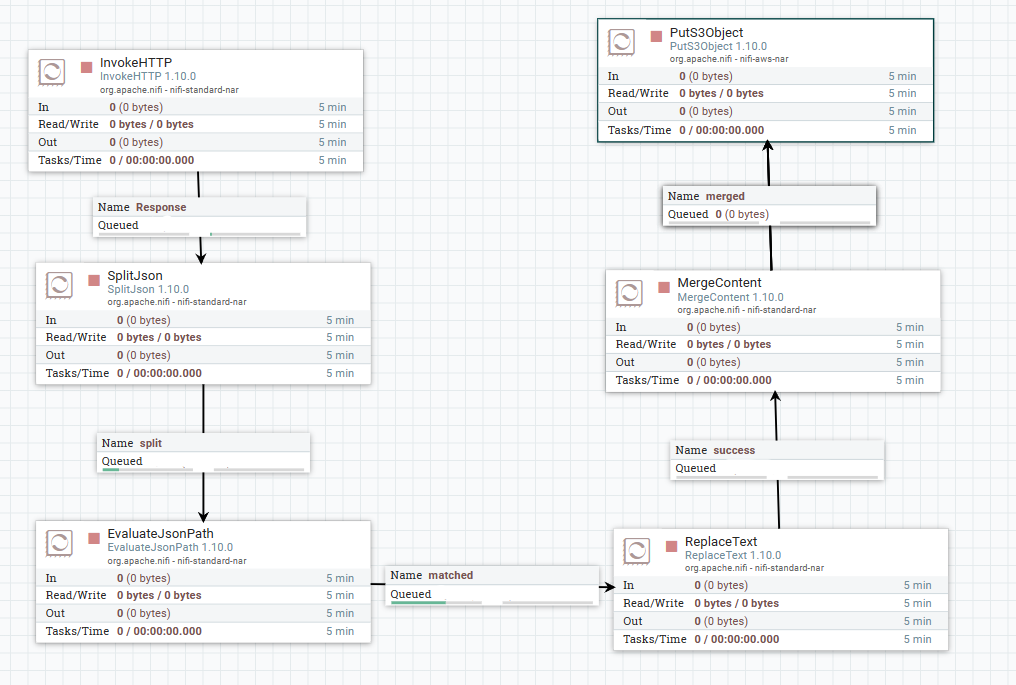 InvokeHTTP
InvokeHTTP 1.10.0
org.apache.nifi - nifi-standard-nar
In 0 (0 bytes) 5 min
Read/Write 0 bytes / 0 bytes 5 min
Out 0 (0 bytes) 5 min
Tasks/Time 0 / 00:00:00.000 5 min
Name Response
Queued
SplitJson
SplitJson 1.10.0
org.apache.nifi - nifi-standard-nar
In 0 (0 bytes) 5 min
Read/Write 0 bytes / 0 bytes 5 min
Out 0 (0 bytes) 5 min
Tasks/Time 0 / 00:00:00.000 5 min
Name split
Queued
EvaluateJsonPath
EvaluateJsonPath 1.10.0
org.apache.nifi - nifi-standard-nar
In 0 (0 bytes) 5 min
Read/Write 0 bytes / 0 bytes 5 min
Out 0 (0 bytes) 5 min
Tasks/Time 0 / 00:00:00.000 5 min
Name matched
Queued
ReplaceText
ReplaceText 1.10.0
org.apache.nifi - nifi-standard-nar
In 0 (0 bytes) 5 min
Read/Write 0 bytes / 0 bytes 5 min
Out 0 (0 bytes) 5 min
Tasks/Time 0 / 00:00:00.000 5 min
Name success
Queued
MergeContent
MergeContent 1.10.0
org.apache.nifi - nifi-standard-nar
In 0 (0 bytes) 5 min
Read/Write 0 bytes / 0 bytes 5 min
Out 0 (0 bytes) 5 min
Tasks/Time 0 / 00:00:00.000 5 min
Name merged
Queued 0 (0 bytes)
PutS3Object
PutS3Object 1.10.0
org.apache.nifi - nifi-aws-nar
In 0 (0 bytes) 5 min
Read/Write 0 bytes / 0 bytes 5 min
Out 0 (0 bytes) 5 min
Tasks/Time 0 / 00:00:00.000 5 min